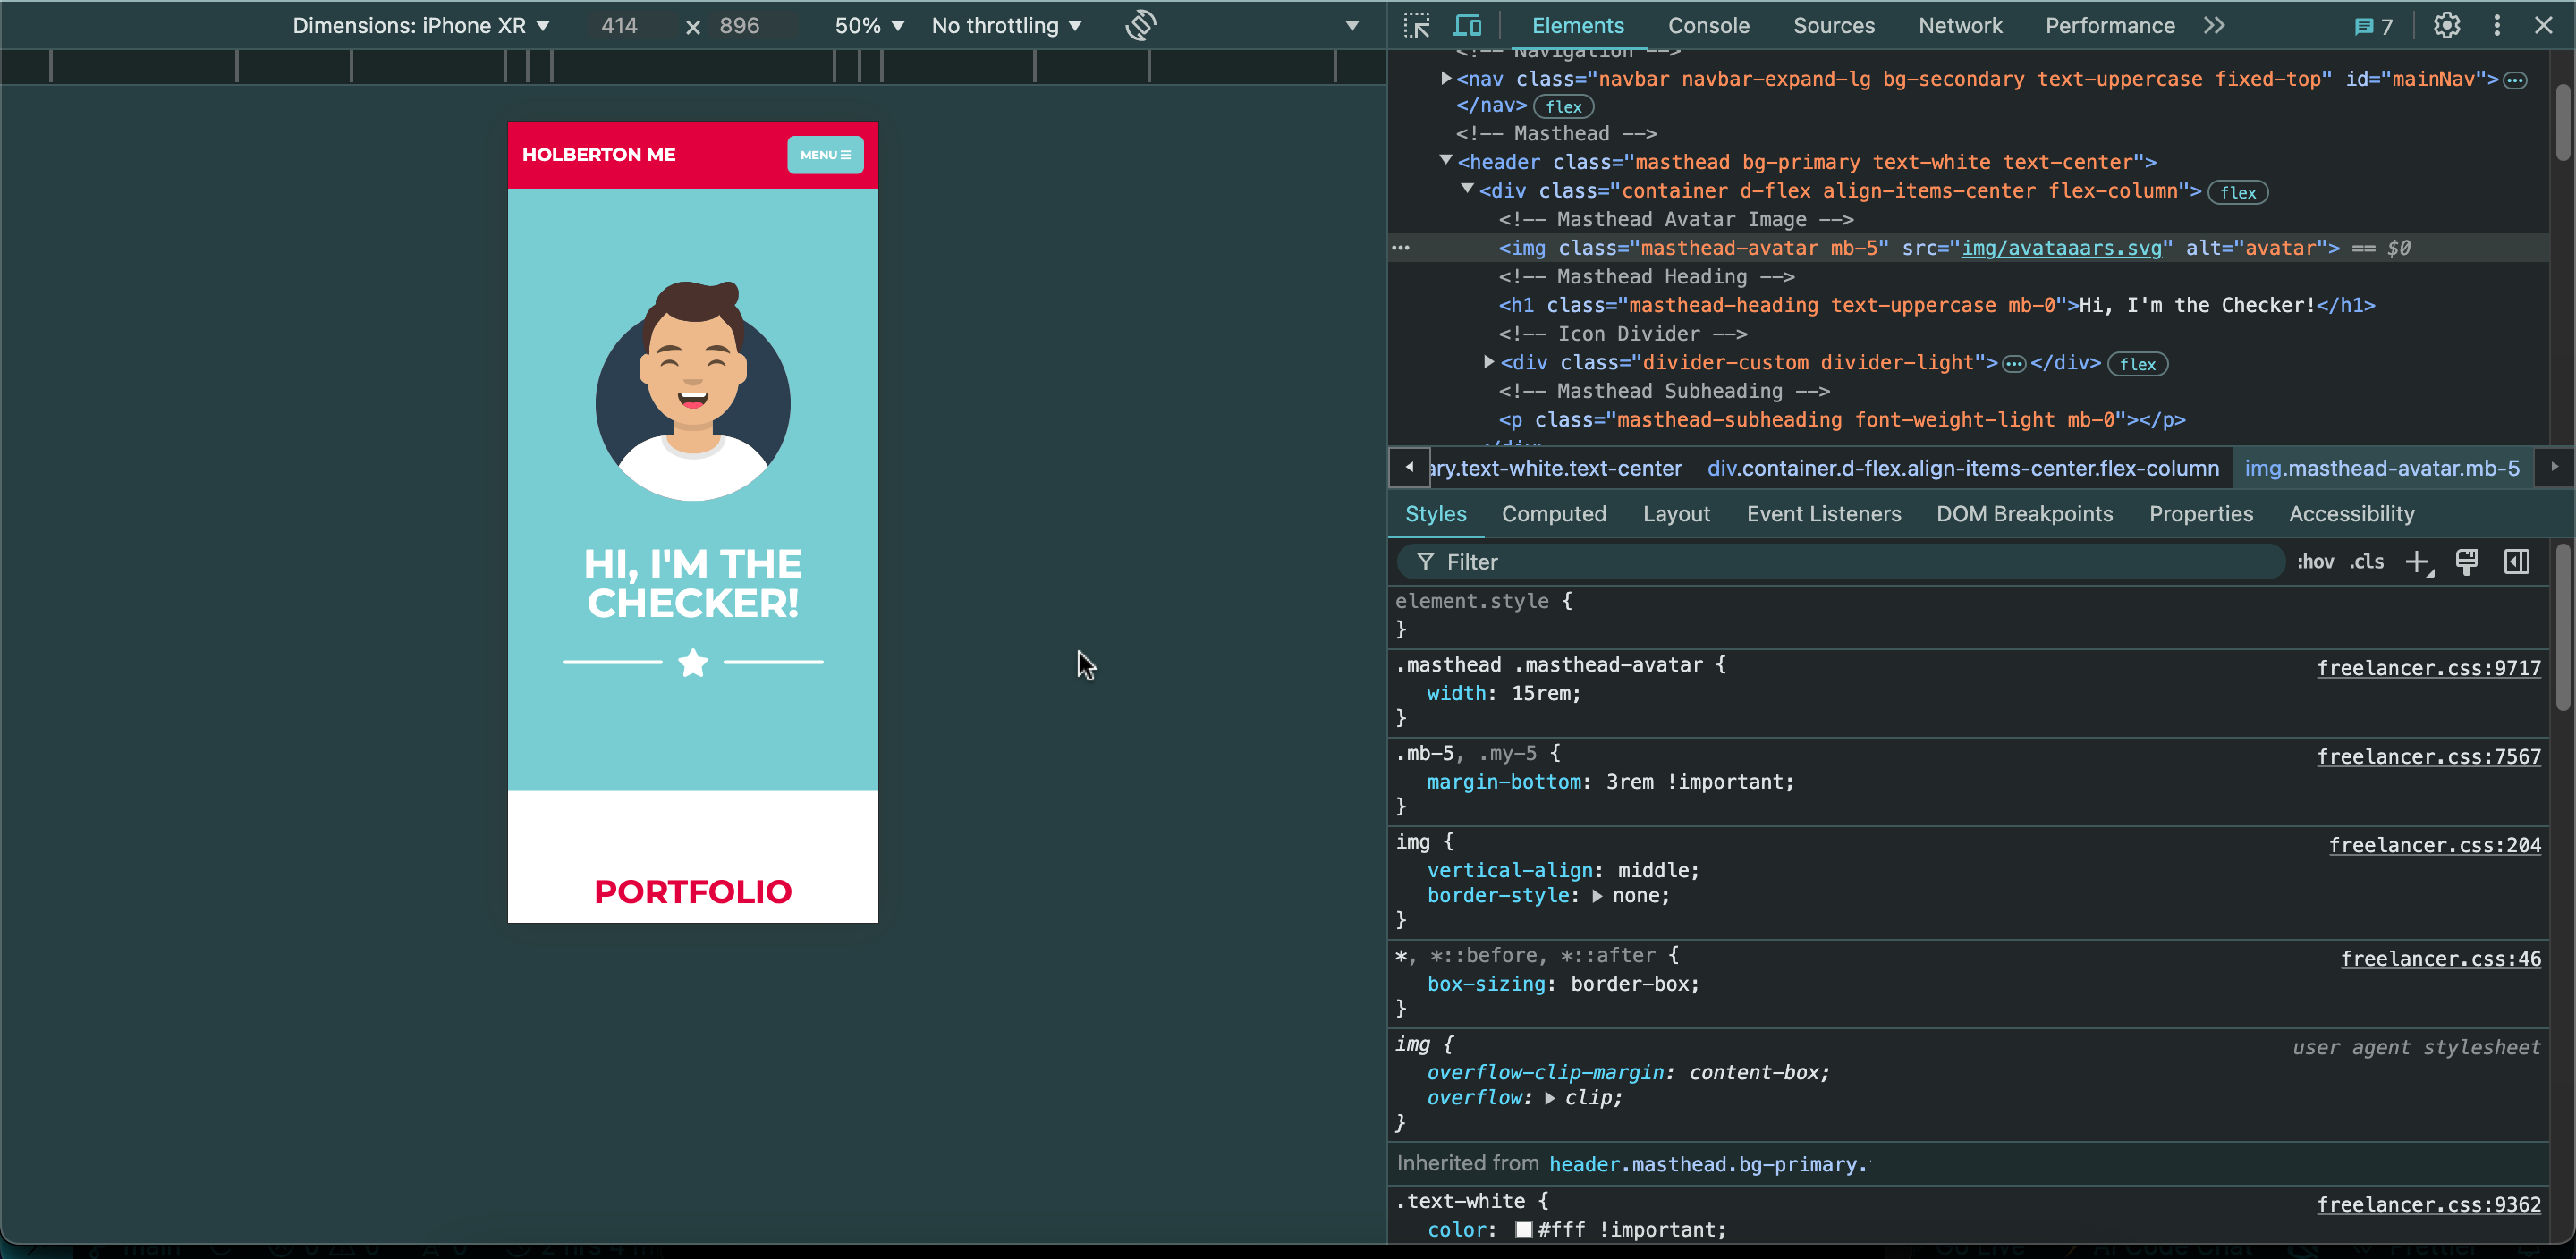 Dimensions: iPhone XR ▼ 414 × 896 50% ▼ No throttling ▼
HOLBERTON ME
MENU
HI, I'M THE
CHECKER!
PORTFOLIO
Elements Console Sources Network Performance 7
<!-- Navigation -->
<nav class="navbar navbar-expand-lg bg-secondary text-uppercase fixed-top" id="mainNav">
</nav> flex
<!-- Masthead -->
<header class="masthead bg-primary text-white text-center">
<div class="container d-flex align-items-center flex-column"> flex
<!-- Masthead Avatar Image -->
<img class="masthead-avatar mb-5" src="img/avataaars.svg" alt="avatar"> == $0
<!-- Masthead Heading -->
<h1 class="masthead-heading text-uppercase mb-0">Hi, I'm the Checker!</h1>
<!-- Icon Divider -->
<div class="divider-custom divider-light">…</div> flex
<!-- Masthead Subheading -->
<p class="masthead-subheading font-weight-light mb-0"></p>
ary.text-white.text-center div.container.d-flex.align-items-center.flex-column img.masthead-avatar.mb-5
Styles Computed Layout Event Listeners DOM Breakpoints Properties Accessibility
Filter :hov .cls
element.style {
}
.masthead .masthead-avatar { freelancer.css:9717
width: 15rem;
}
.mb-5, .my-5 { freelancer.css:7567
margin-bottom: 3rem !important;
}
img { freelancer.css:204
vertical-align: middle;
border-style: none;
}
*, *::before, *::after { freelancer.css:46
box-sizing: border-box;
}
img { user agent stylesheet
overflow-clip-margin: content-box;
overflow: clip;
}
Inherited from header.masthead.bg-primary.
.text-white { freelancer.css:9362
color: #fff !important;